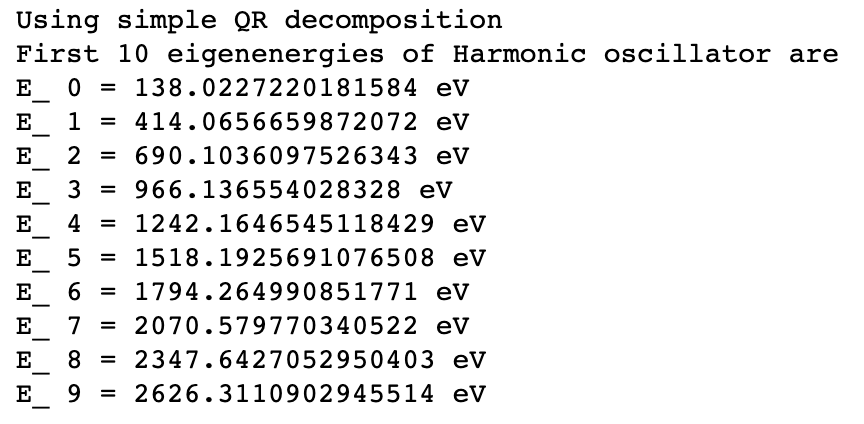 Using simple QR decomposition
First 10 eigenenergies of Harmonic oscillator are
E_ 0 = 138.0227220181584 eV
E_ 1 = 414.0656659872072 eV
E_ 2 = 690.1036097526343 eV
E_ 3 = 966.136554028328 eV
E_ 4 = 1242.1646545118429 eV
E_ 5 = 1518.1925691076508 eV
E_ 6 = 1794.264990851771 eV
E_ 7 = 2070.579770340522 eV
E_ 8 = 2347.6427052950403 eV
E_ 9 = 2626.3110902945514 eV